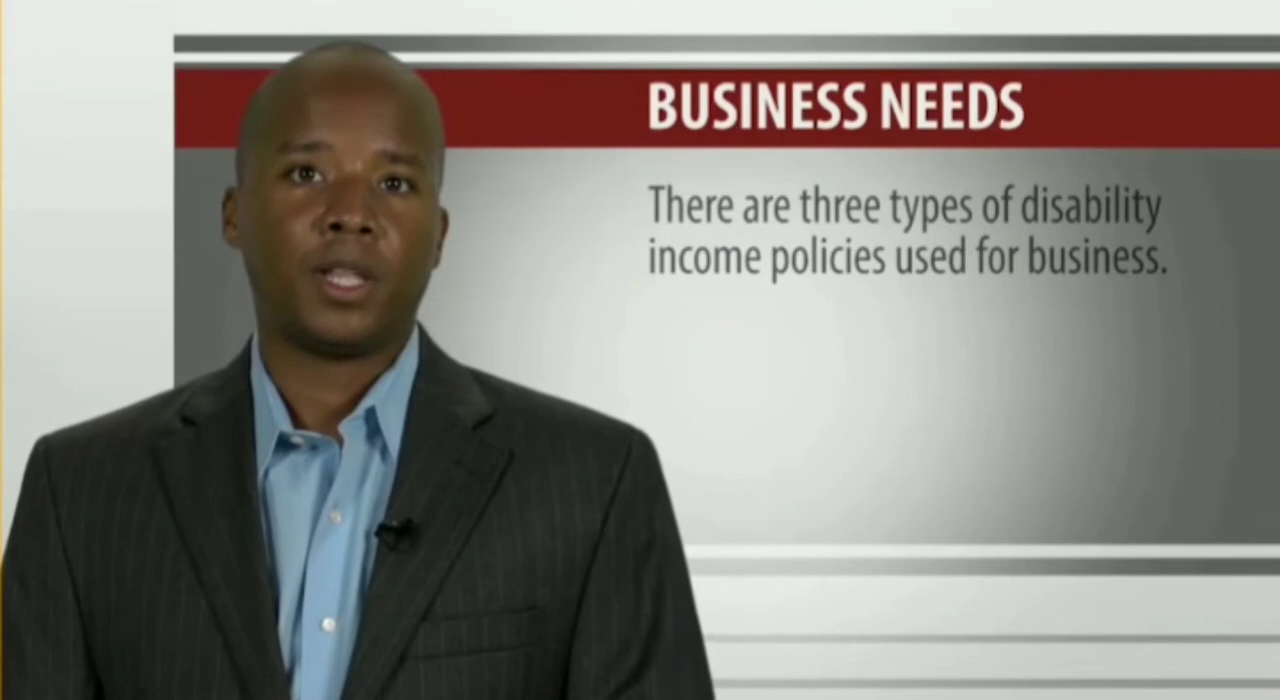 BUSINESS NEEDS
There are three types of disability
income policies used for business.